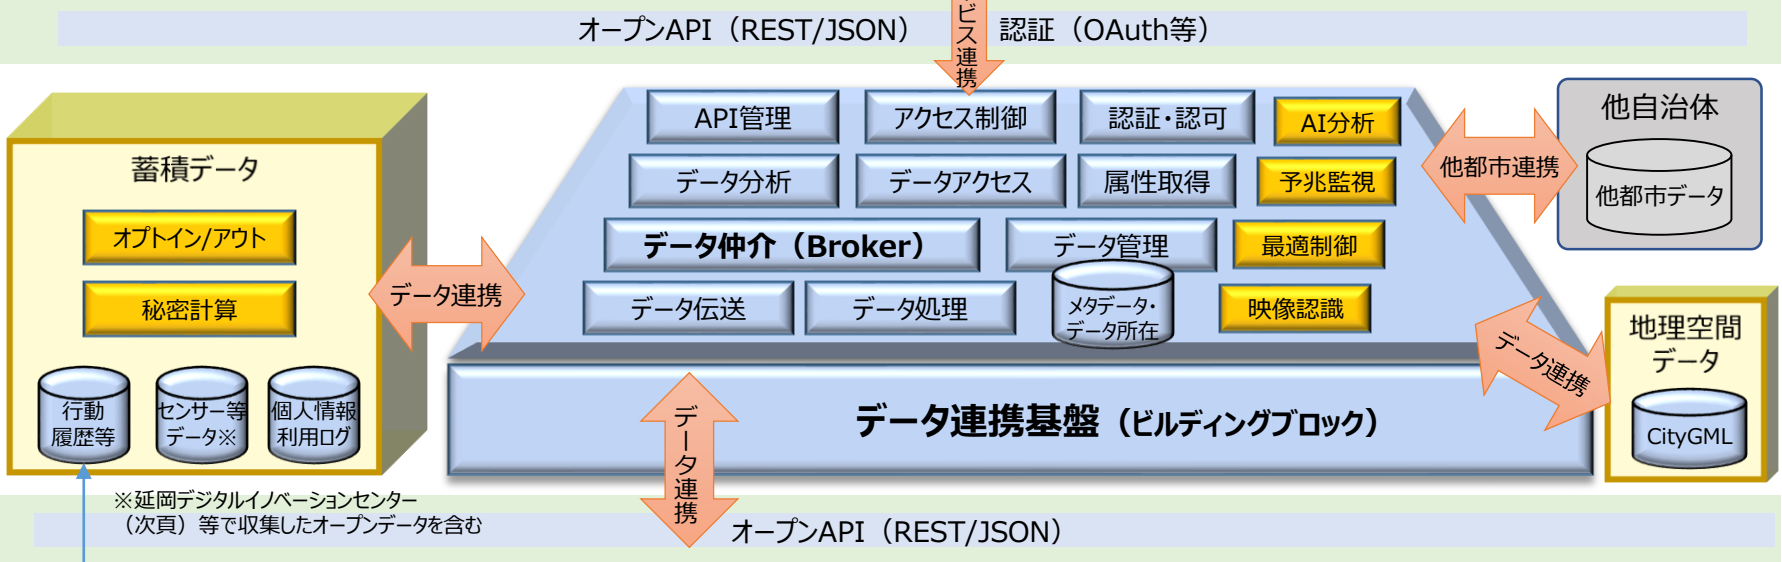 オープンAPI（REST/JSON）
認証（OAuth等）
ビス連携
蓄積データ
オプトイン/アウト
秘密計算
行動
履歴等
センサー等
データ※
個人情報
利用ログ
※延岡デジタルイノベーションセンター
（次頁）等で収集したオープンデータを含む
データ連携
API管理
アクセス制御
認証・認可
AI分析
データ分析
データアクセス
属性取得
予兆監視
データ仲介（Broker）
データ管理
最適制御
データ伝送
データ処理
メタデータ・
データ所在
映像認識
データ連携基盤（ビルディングブロック）
データ連携
オープンAPI（REST/JSON）
他都市連携
他自治体
他都市データ
データ連携
地理空間
データ
CityGML